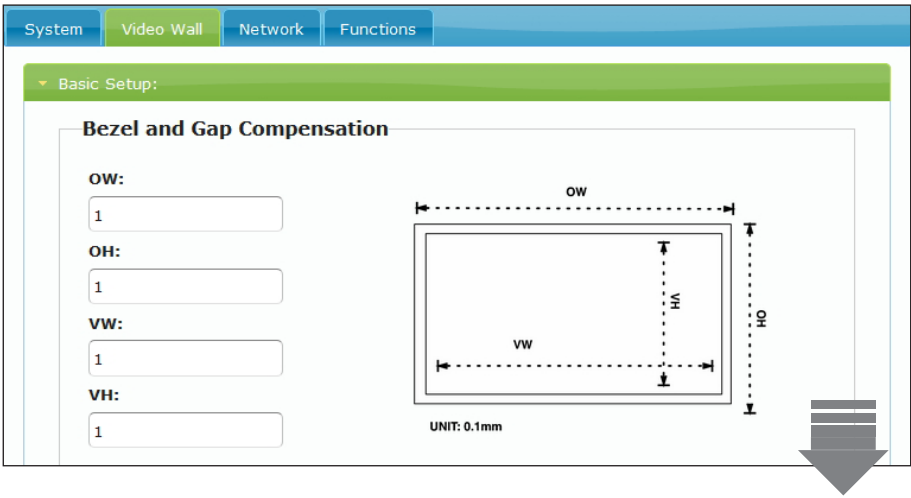 System Video Wall Network Functions
Basic Setup:
Bezel and Gap Compensation
OW:
1
OH:
1
VW:
1
VH:
1
OW
VH
OH
VW
UNIT: 0.1mm